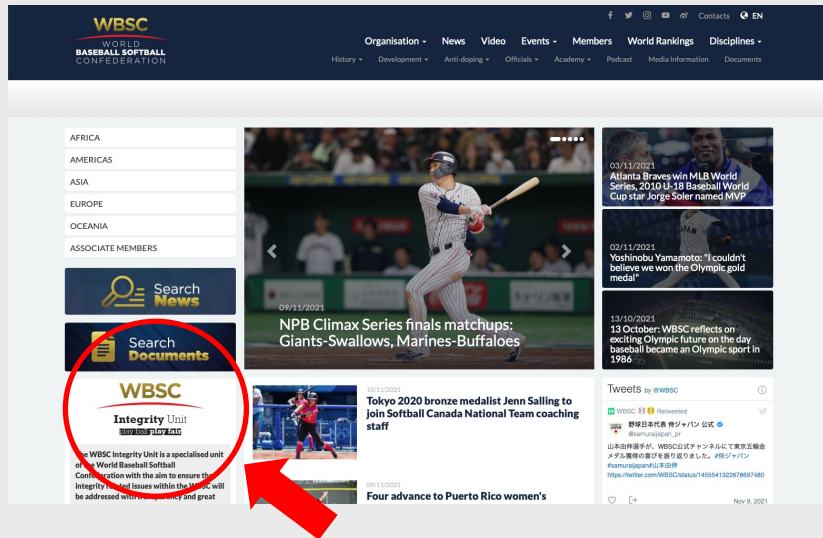 WBSC
WORLD
BASEBALL SOFTBALL
CONFEDERATION
Contacts EN
Organisation News Video Events Members World Rankings Disciplines
History Development Anti-doping Officials Academy Podcast Media Information Documents
AFRICA
AMERICAS
ASIA
EUROPE
OCEANIA
ASSOCIATE MEMBERS
Search
News
Search
Documents
WBSC
Integrity Unit
play ball play fair
The WBSC Integrity Unit is a specialised unit
of the World Baseball Softball
Confederation with the aim to ensure that
integrity related issues within the WBSC will
be addressed with transparency and great
09/11/2021
NPB Climax Series finals matchups:
Giants-Swallows, Marines-Buffaloes
10/11/2021
Tokyo 2020 bronze medalist Jenn Salling to
join Softball Canada National Team coaching
staff
09/11/2021
Four advance to Puerto Rico women's
03/11/2021
Atlanta Braves win MLB World
Series, 2010 U-18 Baseball World
Cup star Jorge Soler named MVP
02/11/2021
Yoshinobu Yamamoto: "I couldn't
believe we won the Olympic gold
medal"
13/10/2021
13 October: WBSC reflects on
exciting Olympic future on the day
baseball became an Olympic sport in
1986
Tweets by @WBSC
WBSC Retweeted
野球日本代表 侍ジャパン 公式
@samuraijapan_pr
山本由伸選手が、WBSC公式チャンネルにて東京五輪金
メダル獲得の喜びを振り返りました。#侍ジャパン
#samuraijapan#山本由伸
https://twitter.com/WBSC/status/1455541322878697480
Nov 9, 2021